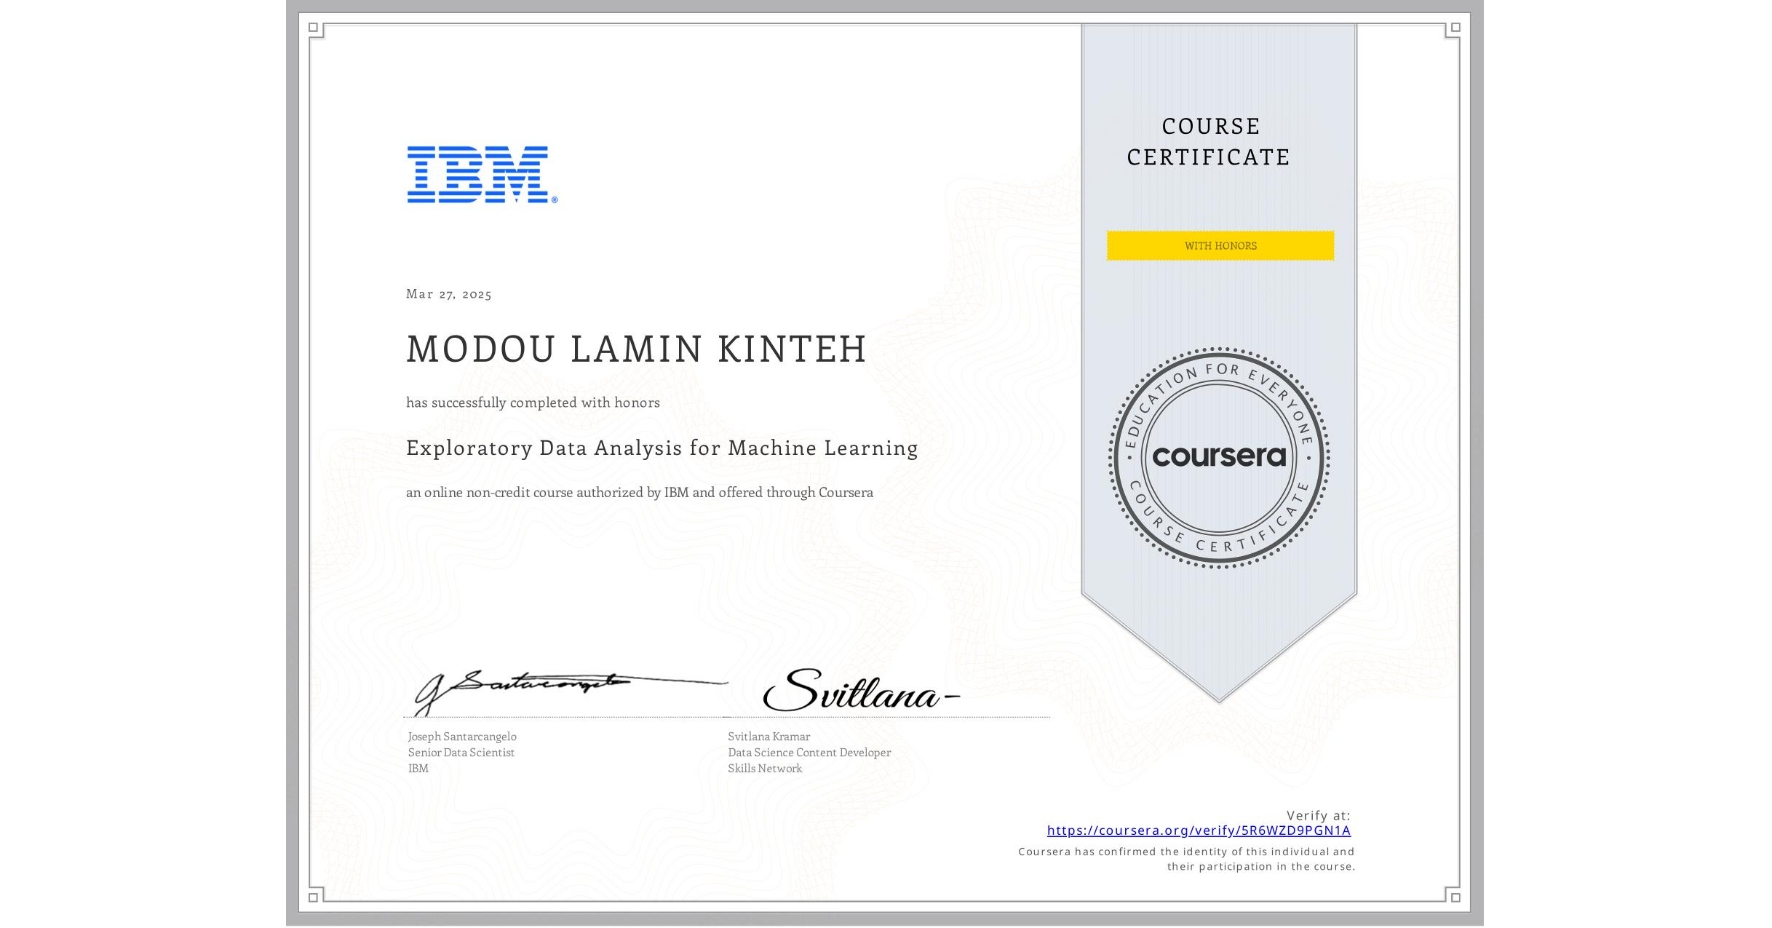 IBM®
COURSE
CERTIFICATE
WITH HONORS
Mar 27, 2025
MODOU LAMIN KINTEH
has successfully completed with honors
Exploratory Data Analysis for Machine Learning
an online non-credit course authorized by IBM and offered through Coursera
EDUCATION FOR EVERYONE
coursera
COURSE CERTIFICATE
J Santarcangelo
Svitlana
Joseph Santarcangelo
Senior Data Scientist
IBM
Svitlana Kramar
Data Science Content Developer
Skills Network
Verify at:
https://coursera.org/verify/5R6WZD9PGN1A
Coursera has confirmed the identity of this individual and
their participation in the course.